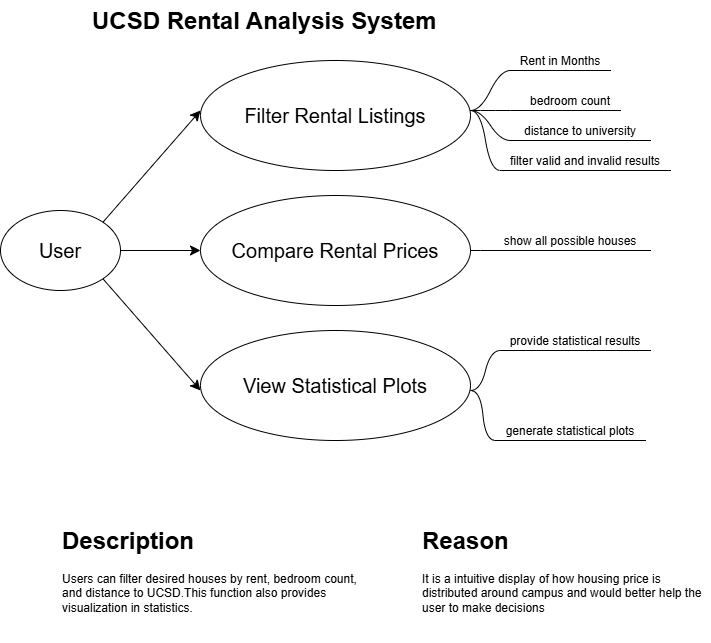 UCSD Rental Analysis System
Rent in Months
Filter Rental Listings
bedroom count
distance to university
filter valid and invalid results
User
Compare Rental Prices
show all possible houses
provide statistical results
View Statistical Plots
generate statistical plots
Description
Users can filter desired houses by rent, bedroom count,
and distance to UCSD.This function also provides
visualization in statistics.
Reason
It is a intuitive display of how housing price is
distributed around campus and would better help the
user to make decisions